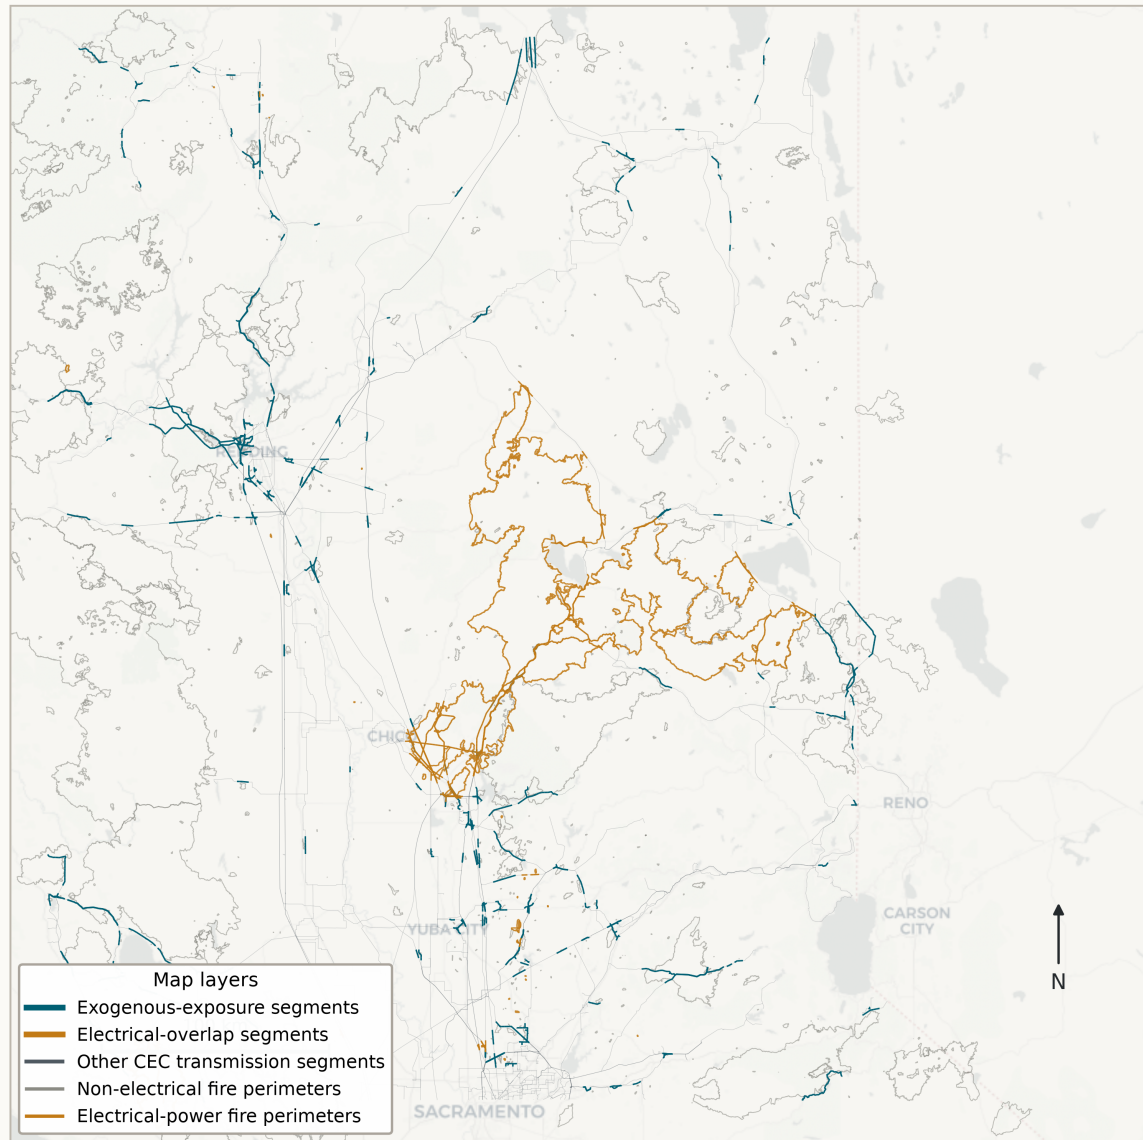 REDDING
CHICO
RENO
CARSON
CITY
YUBA CITY
N
Map layers
Exogenous-exposure segments
Electrical-overlap segments
Other CEC transmission segments
Non-electrical fire perimeters
Electrical-power fire perimeters
SACRAMENTO